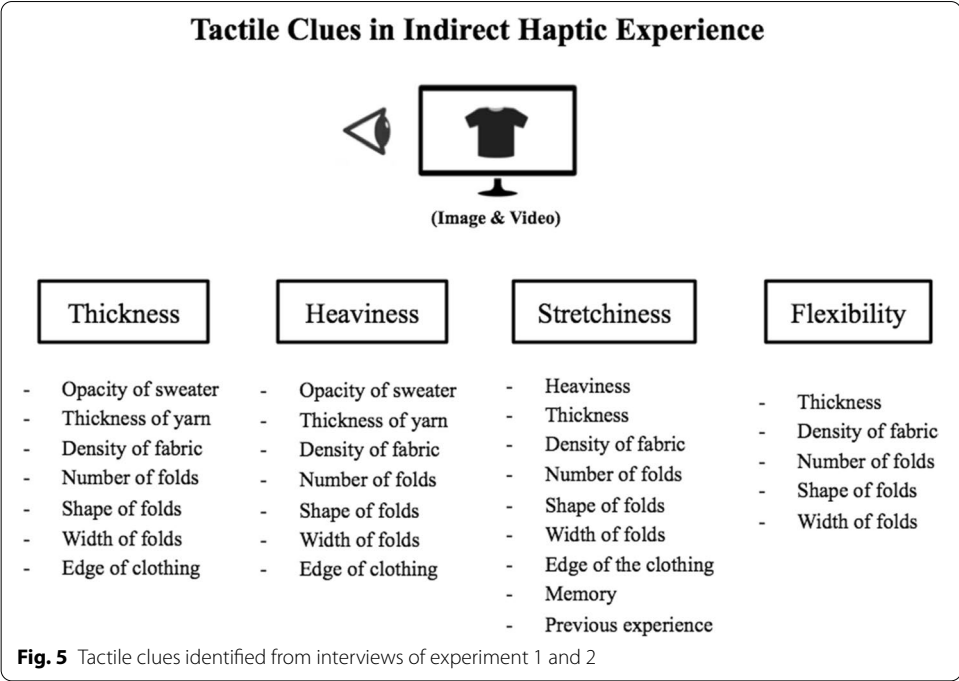 Tactile Clues in Indirect Haptic Experience
(Image & Video)
Thickness
- Opacity of sweater
- Thickness of yarn
- Density of fabric
- Number of folds
- Shape of folds
- Width of folds
- Edge of clothing
Heaviness
- Opacity of sweater
- Thickness of yarn
- Density of fabric
- Number of folds
- Shape of folds
- Width of folds
- Edge of clothing
Stretchiness
- Heaviness
- Thickness
- Density of fabric
- Number of folds
- Shape of folds
- Width of folds
- Edge of the clothing
- Memory
- Previous experience
Flexibility
- Thickness
- Density of fabric
- Number of folds
- Shape of folds
- Width of folds
Fig. 5 Tactile clues identified from interviews of experiment 1 and 2